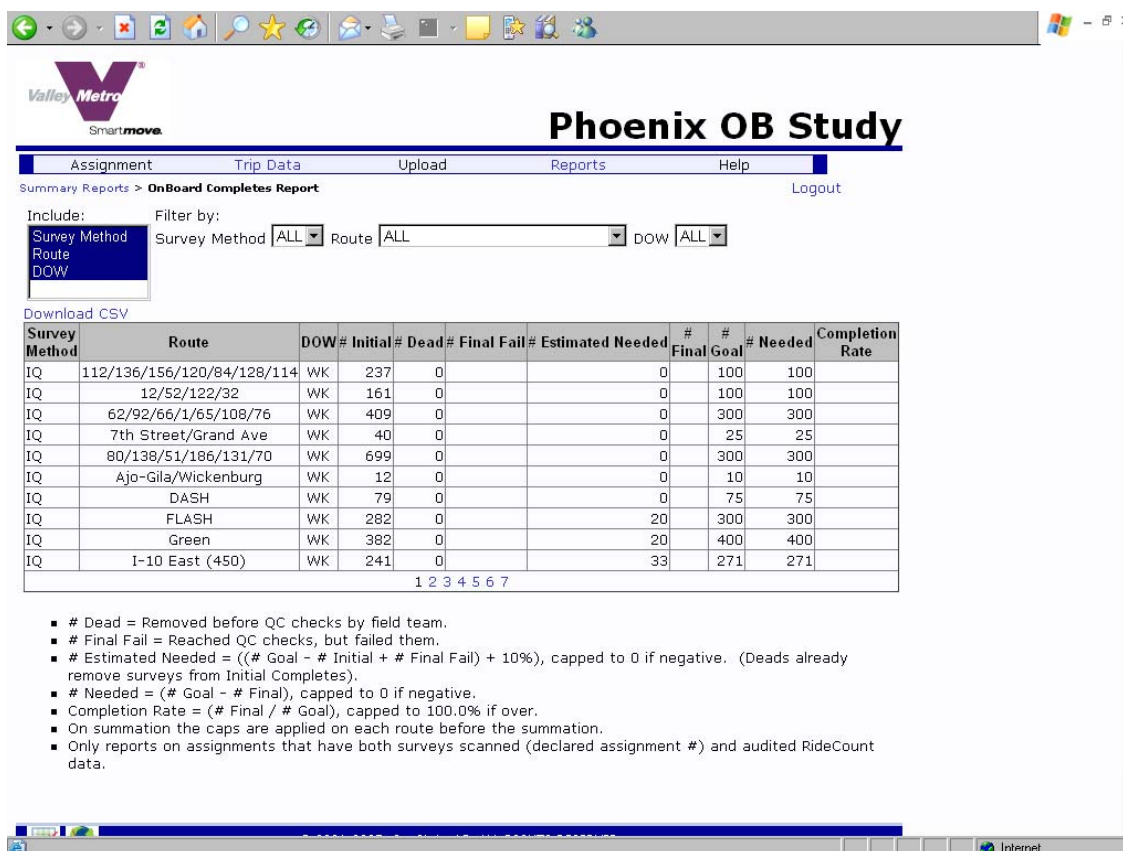 Valley Metro
Smartmove.
Phoenix OB Study
Assignment Trip Data Upload Reports Help
Summary Reports > OnBoard Completes Report Logout
Include: Filter by:
Survey Method Survey Method ALL Route ALL DOW ALL
Route
DOW
Download CSV
Survey Method Route DOW # Initial # Dead # Final Fail # Estimated Needed # Final # Goal # Needed Completion Rate
IQ 112/136/156/120/84/128/114 WK 237 0 0 100 100
IQ 12/52/122/32 WK 161 0 0 100 100
IQ 62/92/66/1/65/108/76 WK 409 0 0 300 300
IQ 7th Street/Grand Ave WK 40 0 0 25 25
IQ 80/138/51/186/131/70 WK 699 0 0 300 300
IQ Ajo-Gila/Wickenburg WK 12 0 0 10 10
IQ DASH WK 79 0 0 75 75
IQ FLASH WK 282 0 20 300 300
IQ Green WK 382 0 20 400 400
IQ I-10 East (450) WK 241 0 33 271 271
1 2 3 4 5 6 7
# Dead = Removed before QC checks by field team.
# Final Fail = Reached QC checks, but failed them.
# Estimated Needed = ((# Goal - # Initial + # Final Fail) + 10%), capped to 0 if negative. (Deads already
remove surveys from Initial Completes).
# Needed = (# Goal - # Final), capped to 0 if negative.
Completion Rate = (# Final / # Goal), capped to 100.0% if over.
On summation the caps are applied on each route before the summation.
Only reports on assignments that have both surveys scanned (declared assignment #) and audited RideCount
data.
Internet